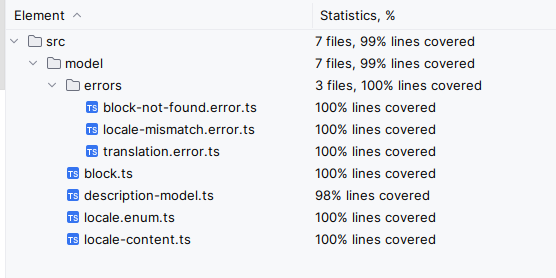 Element Statistics, %
src 7 files, 99% lines covered
model 7 files, 99% lines covered
errors 3 files, 100% lines covered
TS block-not-found.error.ts 100% lines covered
TS locale-mismatch.error.ts 100% lines covered
TS translation.error.ts 100% lines covered
TS block.ts 100% lines covered
TS description-model.ts 98% lines covered
TS locale.enum.ts 100% lines covered
TS locale-content.ts 100% lines covered